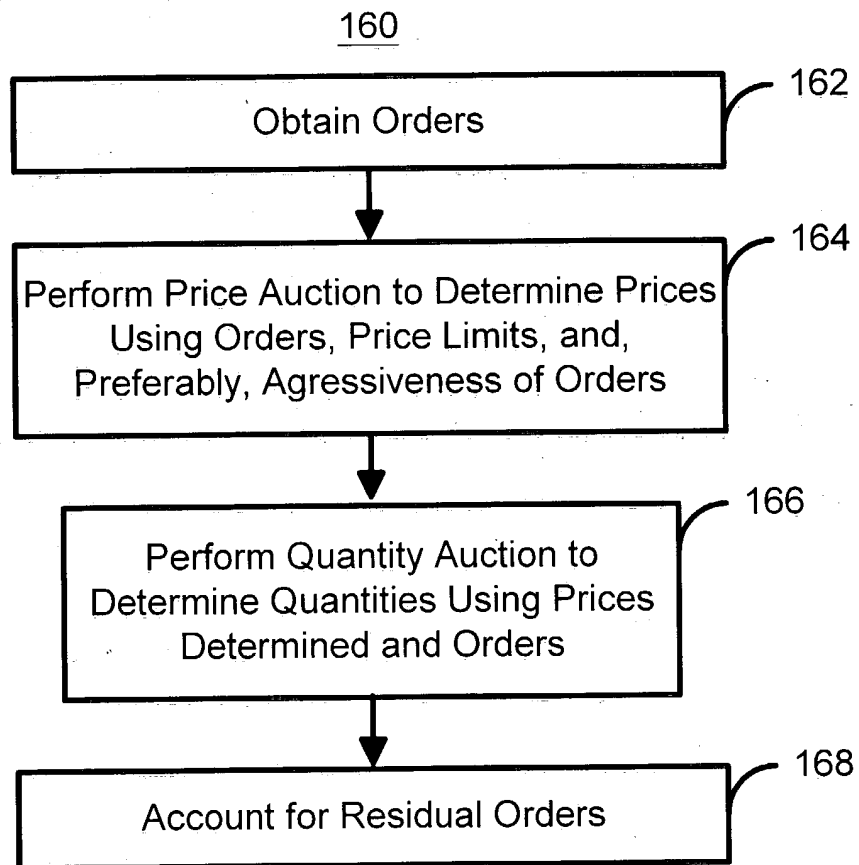 160
162
Obtain Orders
164
Perform Price Auction to Determine Prices
Using Orders, Price Limits, and,
Preferably, Agressiveness of Orders
166
Perform Quantity Auction to
Determine Quantities Using Prices
Determined and Orders
168
Account for Residual Orders